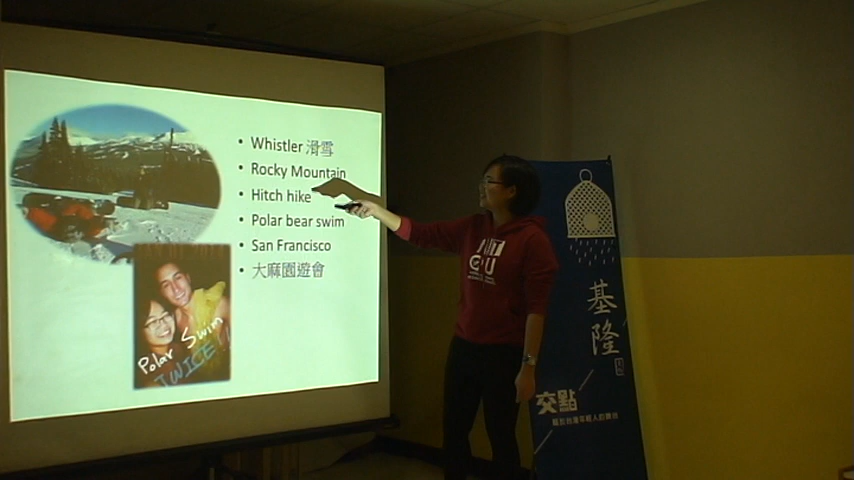 • Whistler 滑雪
• Rocky Mountain
• Hitch hike
• Polar bear swim
• San Francisco
• 大麻園遊會
Polar Swim
TWICE!
基隆
交點